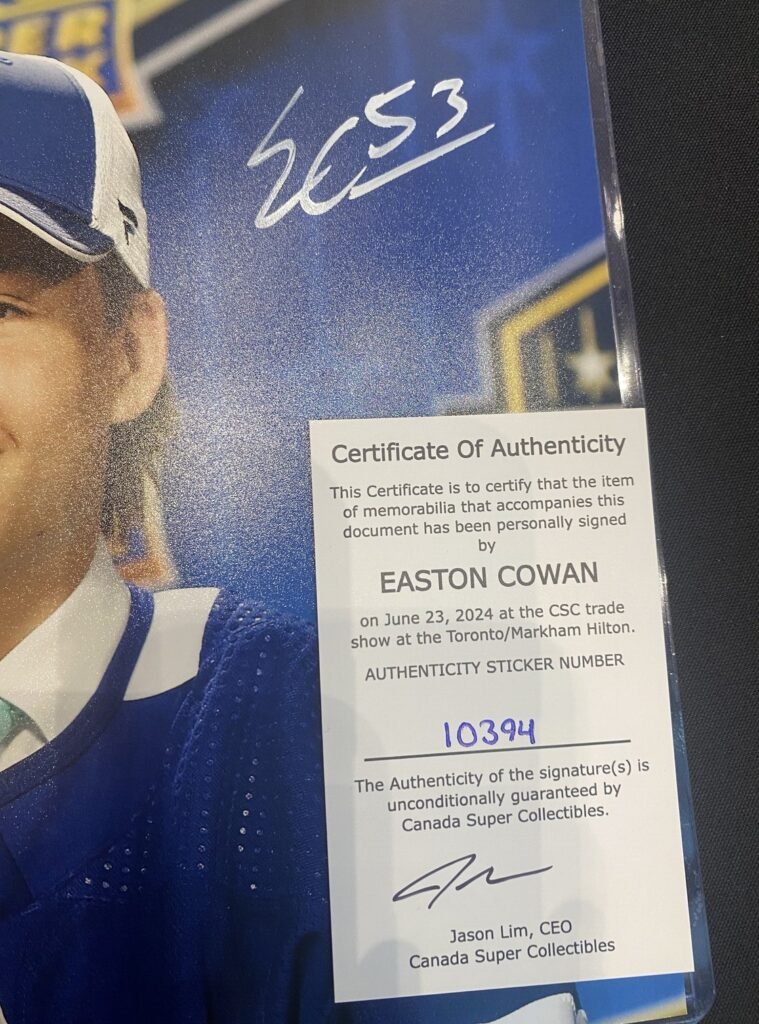 53
Certificate Of Authenticity
This Certificate is to certify that the item
of memorabilia that accompanies this
document has been personally signed
by
EASTON COWAN
on June 23, 2024 at the CSC trade
show at the Toronto/Markham Hilton.
AUTHENTICITY STICKER NUMBER
10394
The Authenticity of the signature(s) is
unconditionally guaranteed by
Canada Super Collectibles.
Jason Lim, CEO
Canada Super Collectibles